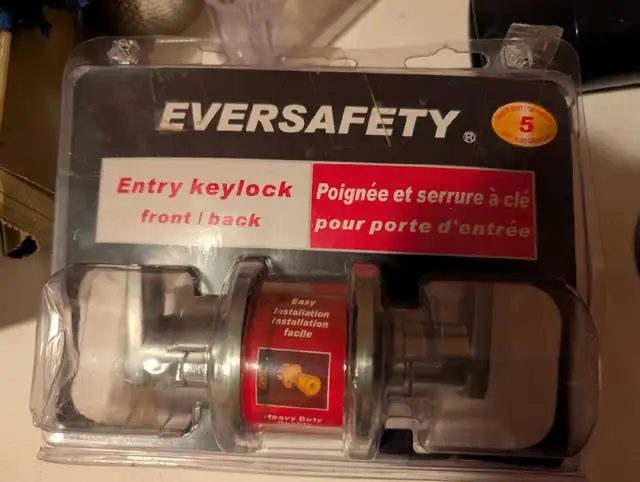 EVERSAFETY®
5
Entry keylock
front / back
Poignée et serrure à clé
pour porte d'entrée
Easy
Installation
Installation
facile
Heavy Duty